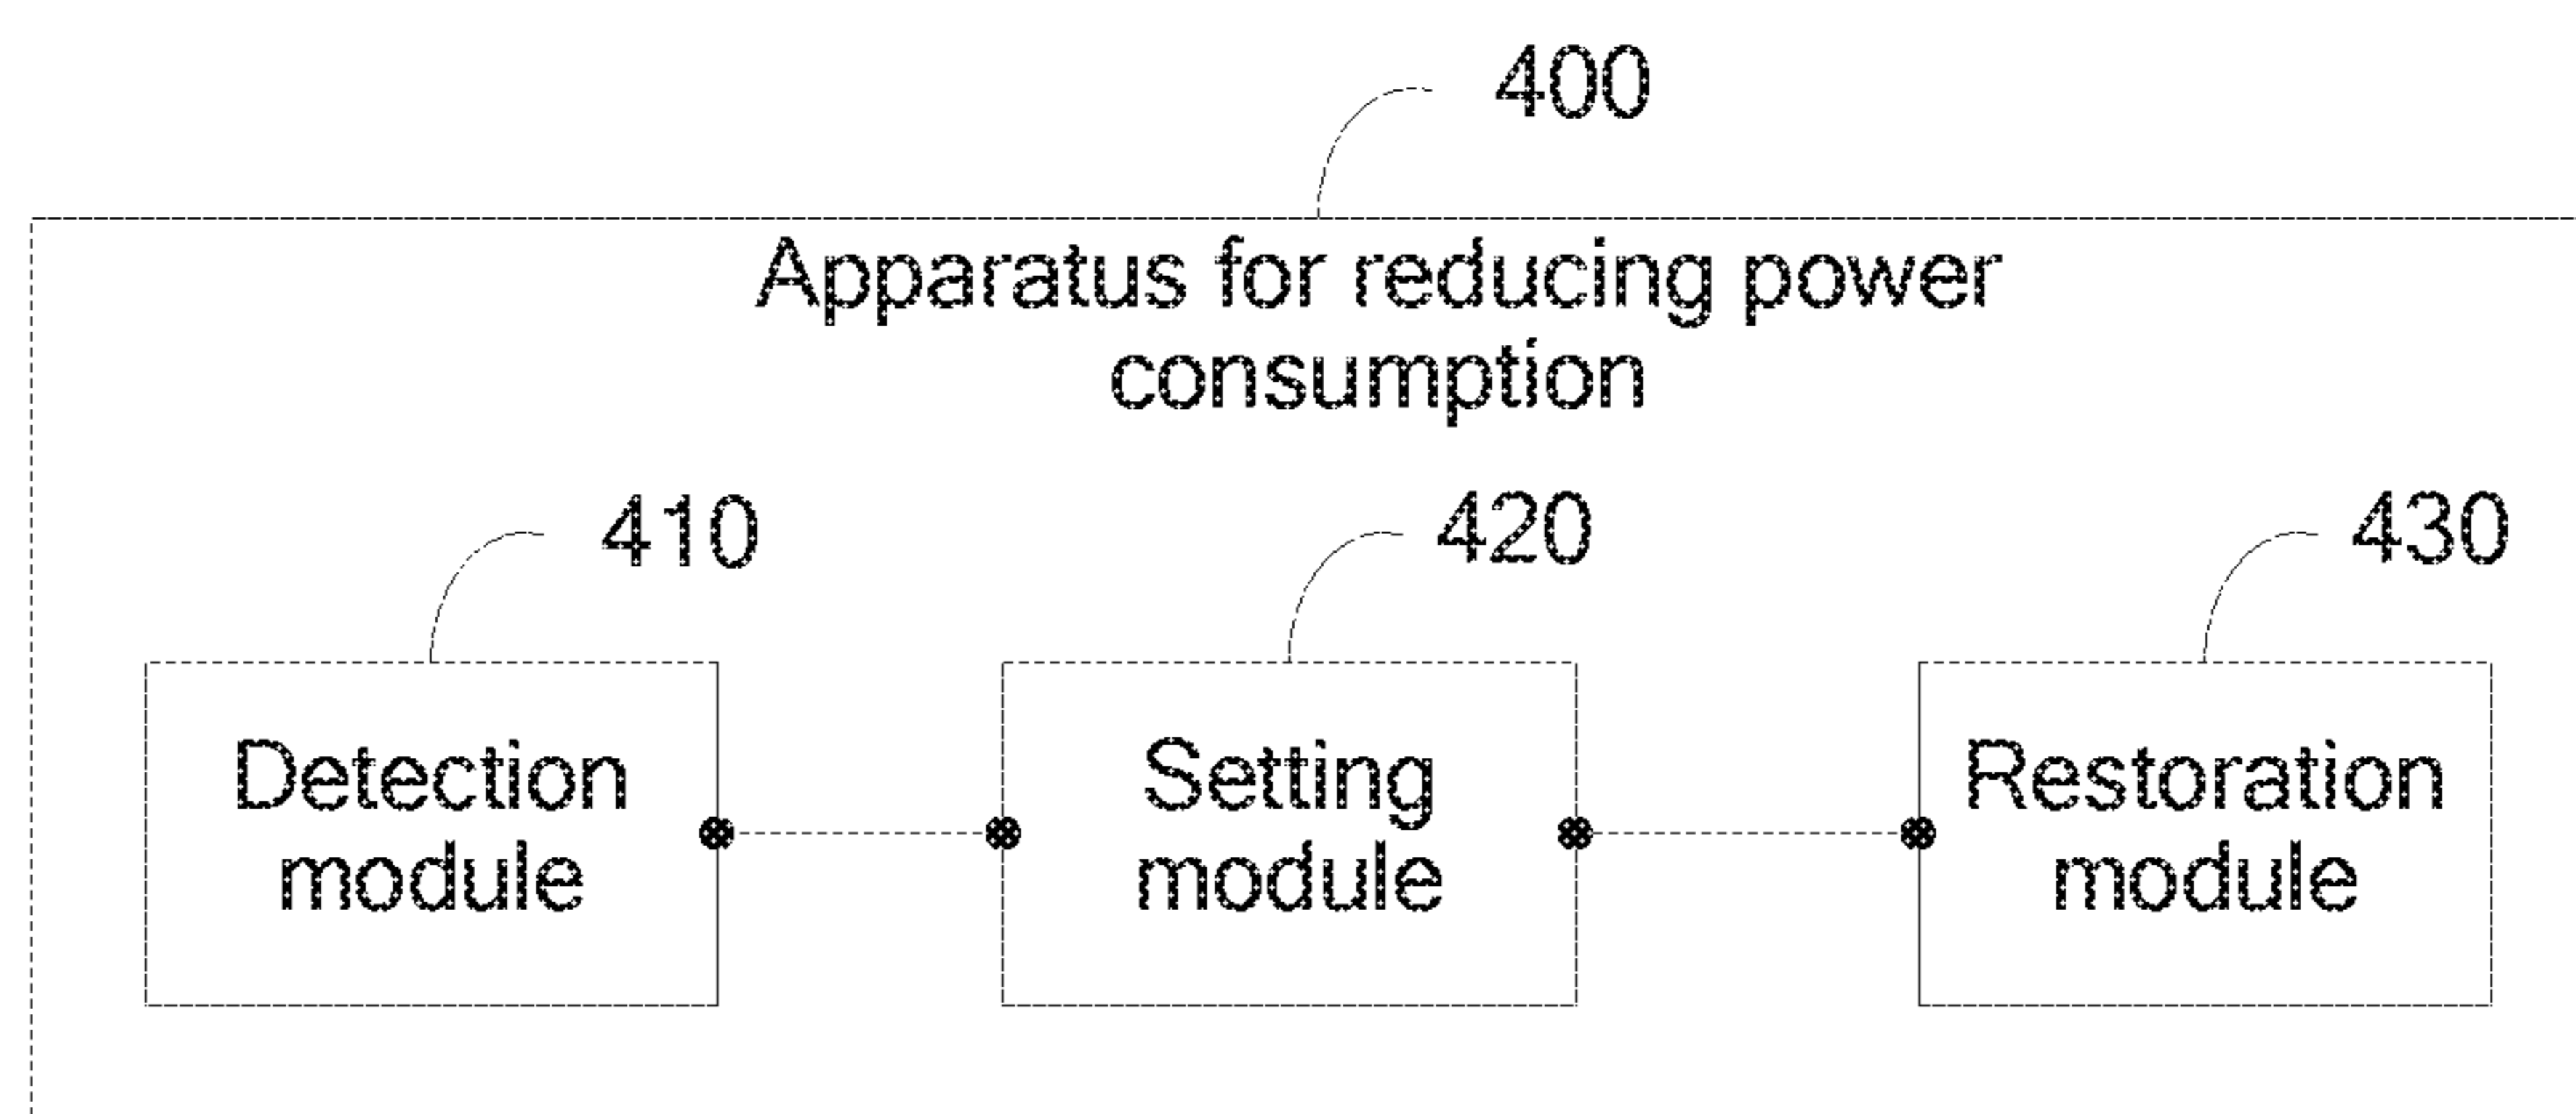 400
Apparatus for reducing power
consumption
410
420
430
Detection
module
Setting
module
Restoration
module